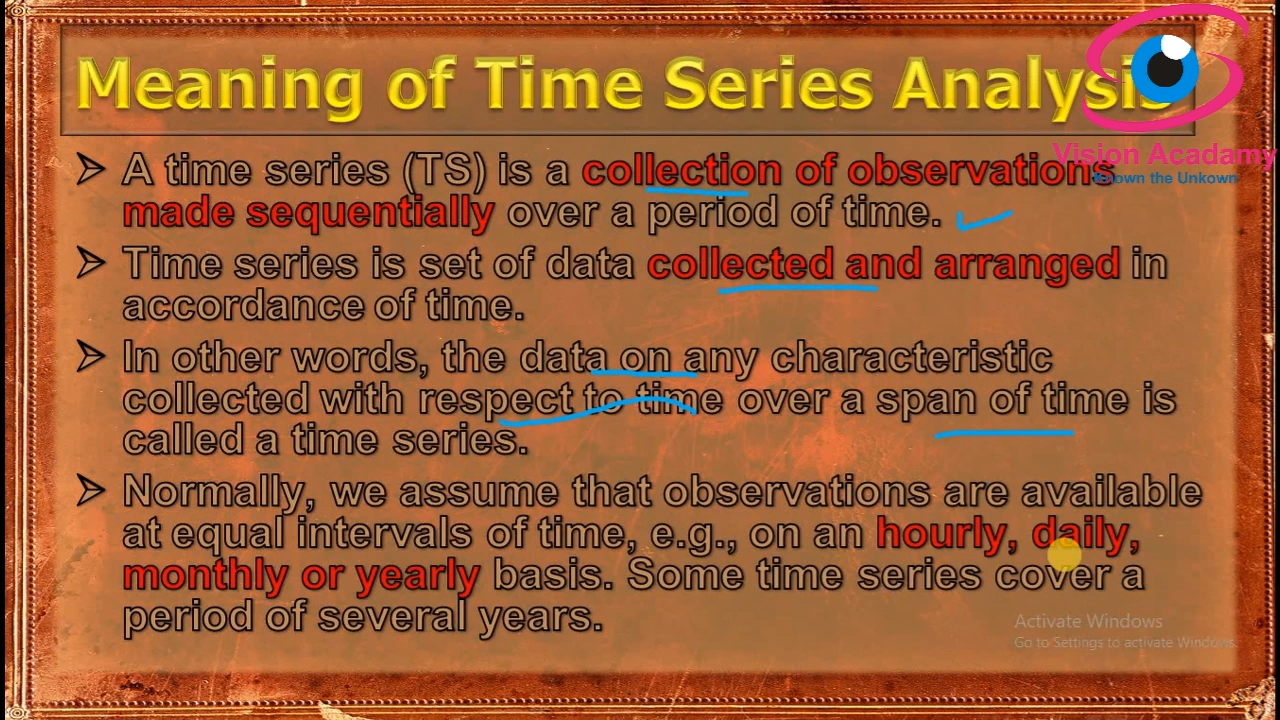 Meaning of Time Series Analysis
Vision Acadamy
Known the Unkown
➢ A time series (TS) is a collection of observations
made sequentially over a period of time.
➢ Time series is set of data collected and arranged in
accordance of time.
➢ In other words, the data on any characteristic
collected with respect to time over a span of time is
called a time series.
➢ Normally, we assume that observations are available
at equal intervals of time, e.g., on an hourly, daily,
monthly or yearly basis. Some time series cover a
period of several years.
Activate Windows
Go to Settings to activate Windows.